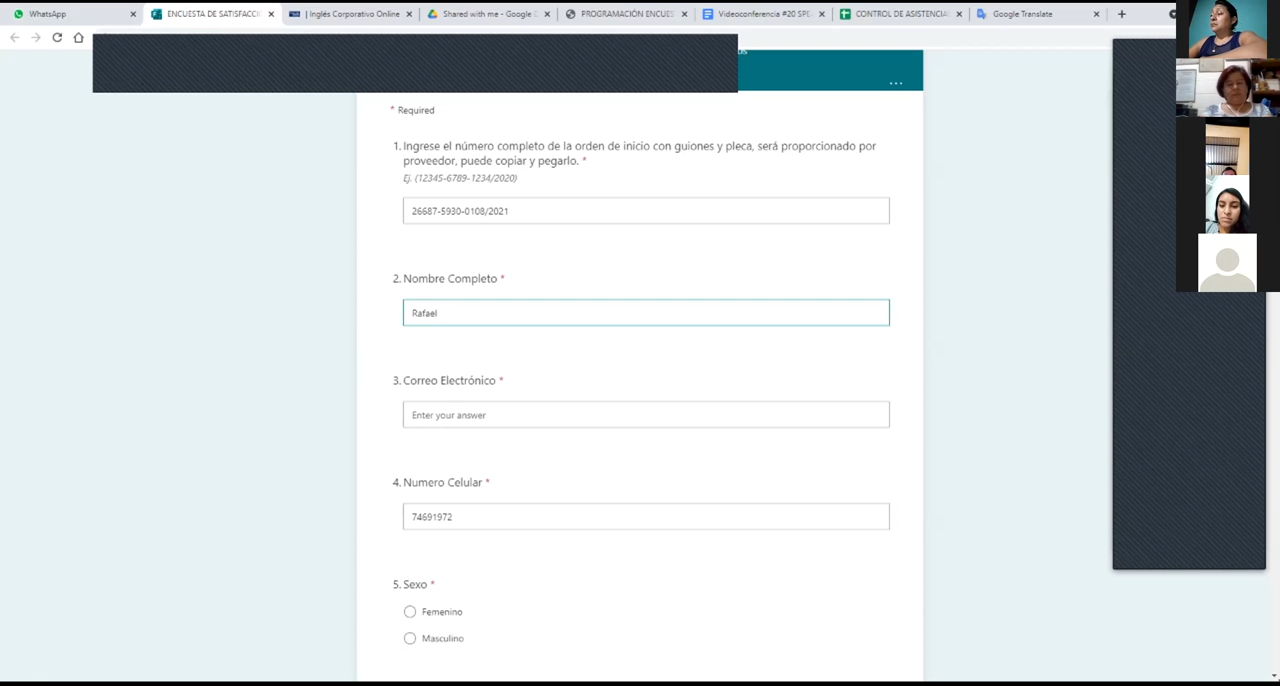 WhatsApp
ENCUESTA DE SATISFACCI
| Inglés Corporativo Online
Shared with me - Google D
PROGRAMACIÓN ENCUES
Videoconferencia #20 SPE
CONTROL DE ASISTENCIA
Google Translate
* Required
1. Ingrese el número completo de la orden de inicio con guiones y pleca, será proporcionado por
proveedor, puede copiar y pegarlo. *
Ej. (12345-6789-1234/2020)
26687-5930-0108/2021
2. Nombre Completo *
Rafael
3. Correo Electrónico *
Enter your answer
4. Numero Celular *
74691972
5. Sexo *
Femenino
Masculino